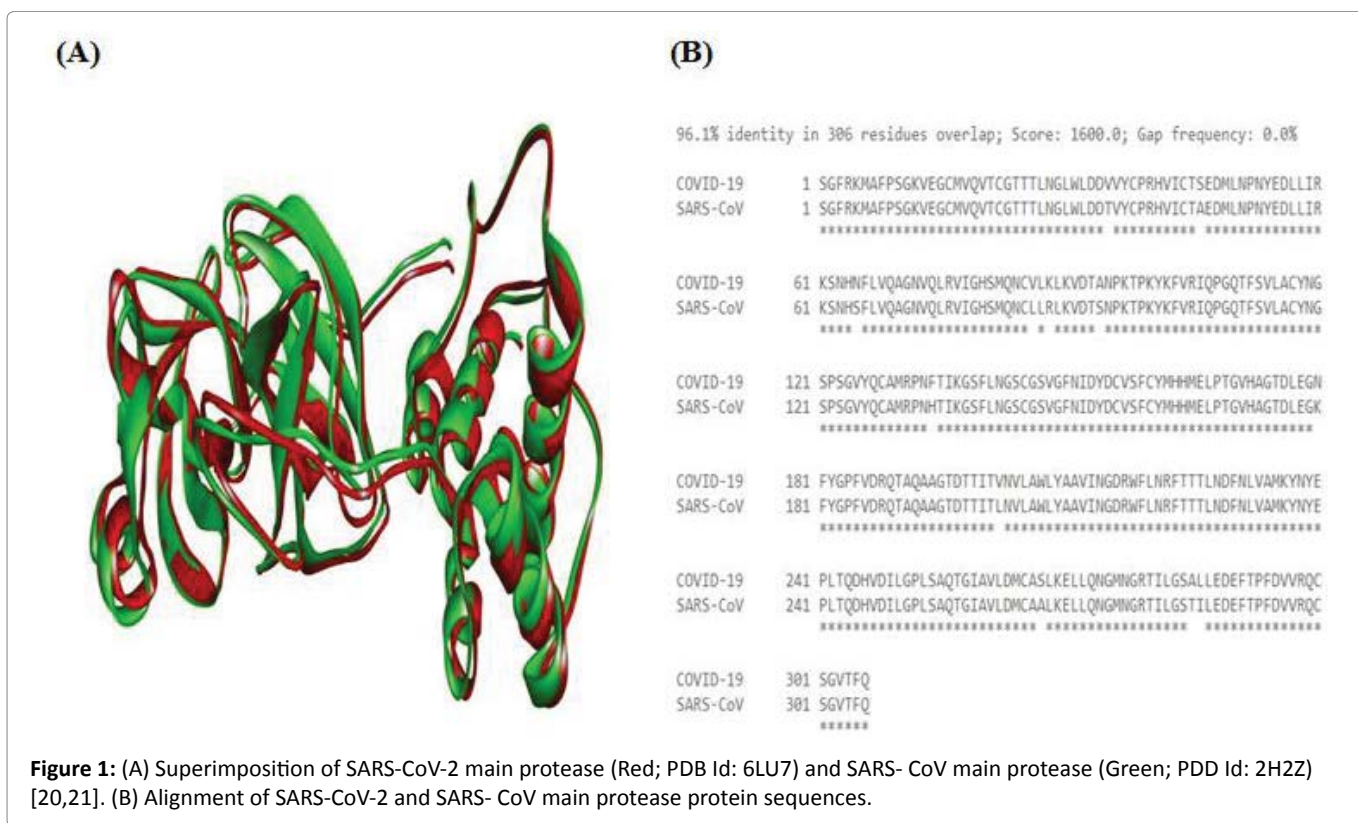 (A)
(B)
96.1% identity in 306 residues overlap; Score: 1600.0; Gap frequency: 0.0%
COVID-19 1 SGFRKMAFPSGKVEGCMVQVTCGTTTLNGLWLDDVVYCPRHVICTSEDMLNPNYEDLLIR
SARS-CoV 1 SGFRKMAFPSGKVEGCMVQVTCGTTTLNGLWLDDTVYCPRHVICTAEDMLNPNYEDLLIR
********************************** ********** **************
COVID-19 61 KSNHNFLVQAGNVQLRVIGHSMQNCVLKLKVDTANPKTPKYKFVRIQPGQTFSVLACYNG
SARS-CoV 61 KSNHSFLVQAGNVQLRVIGHSMQNCLLRLKVDTSNPKTPKYKFVRIQPGQTFSVLACYNG
**** ******************** * ***** **************************
COVID-19 121 SPSGVYQCAMRPNFTIKGSFLNGSCGSVGFNIDYDCVSFCYMHHMELPTGVHAGTDLEGN
SARS-CoV 121 SPSGVYQCAMRPNHTIKGSFLNGSCGSVGFNIDYDCVSFCYMHHMELPTGVHAGTDLEGK
************* *********************************************
COVID-19 181 FYGPFVDRQTAQAAGTDTTITVNVLAWLYAAVINGDRWFLNRFTTTLNDFNLVAMKYNYE
SARS-CoV 181 FYGPFVDRQTAQAAGTDTTITLNVLAWLYAAVINGDRWFLNRFTTTLNDFNLVAMKYNYE
********************* **************************************
COVID-19 241 PLTQDHVDILGPLSAQTGIAVLDMCASLKELLQNGMNGRTILGSALLEDEFTPFDVVRQC
SARS-CoV 241 PLTQDHVDILGPLSAQTGIAVLDMCAALKELLQNGMNGRTILGSTILEDEFTPFDVVRQC
************************** *****************  **************
COVID-19 301 SGVTFQ
SARS-CoV 301 SGVTFQ
******
Figure 1: (A) Superimposition of SARS-CoV-2 main protease (Red; PDB Id: 6LU7) and SARS- CoV main protease (Green; PDD Id: 2H2Z)
[20,21]. (B) Alignment of SARS-CoV-2 and SARS- CoV main protease protein sequences.